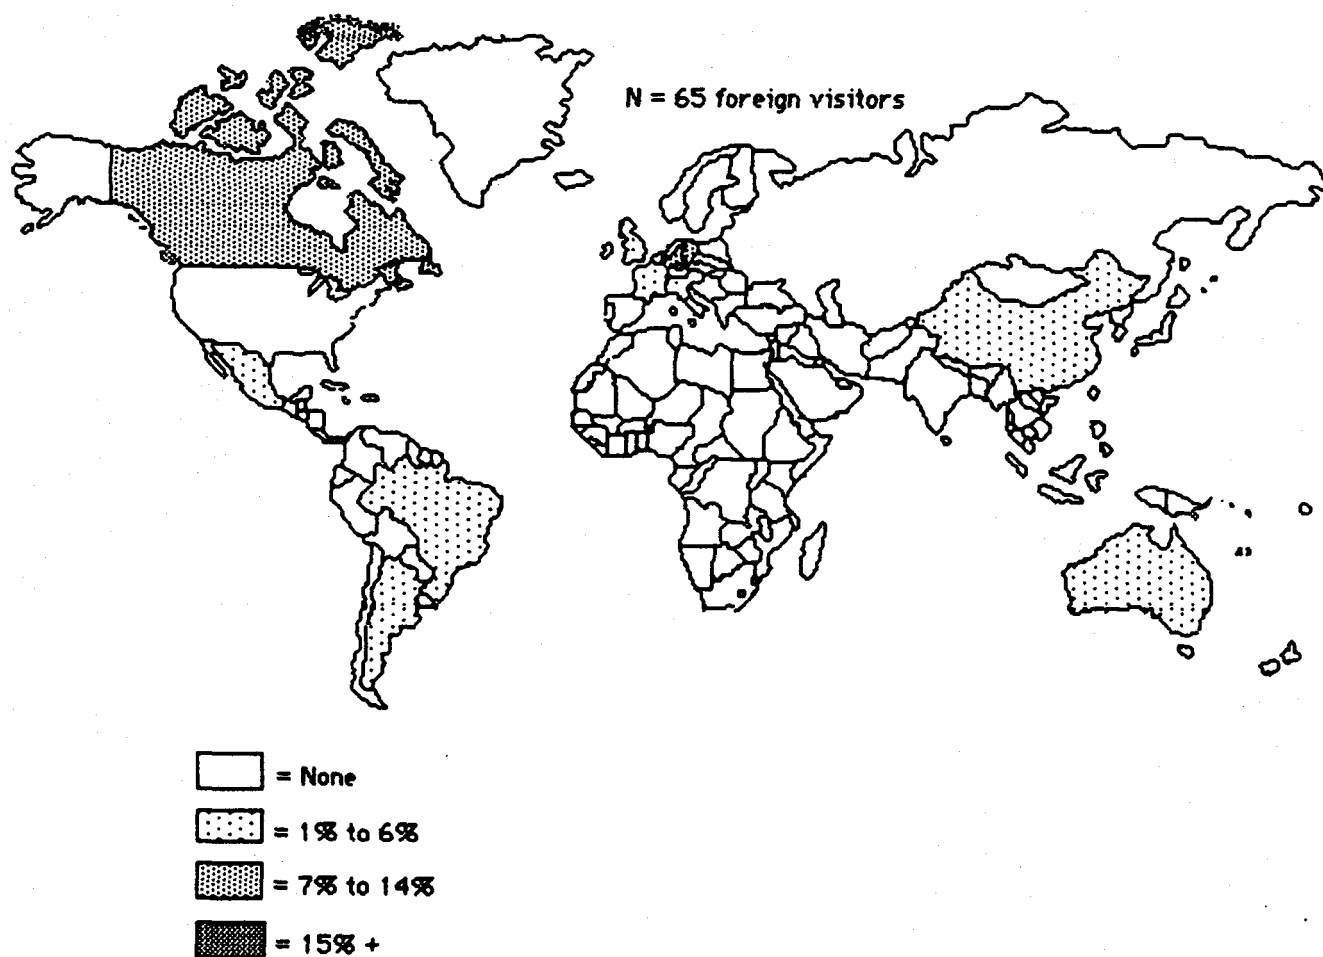 N = 65 foreign visitors
= None
= 1% to 6%
= 7% to 14%
= 15% +